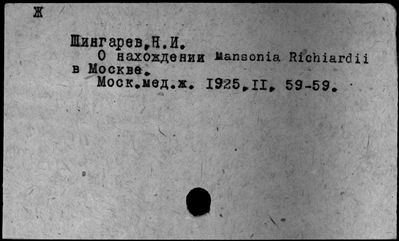 Ж
Шингарев,Н.И.
О нахождении Mansonia Richiardii
в Москве.
Моск.мед.ж. 1925,II, 59-59.